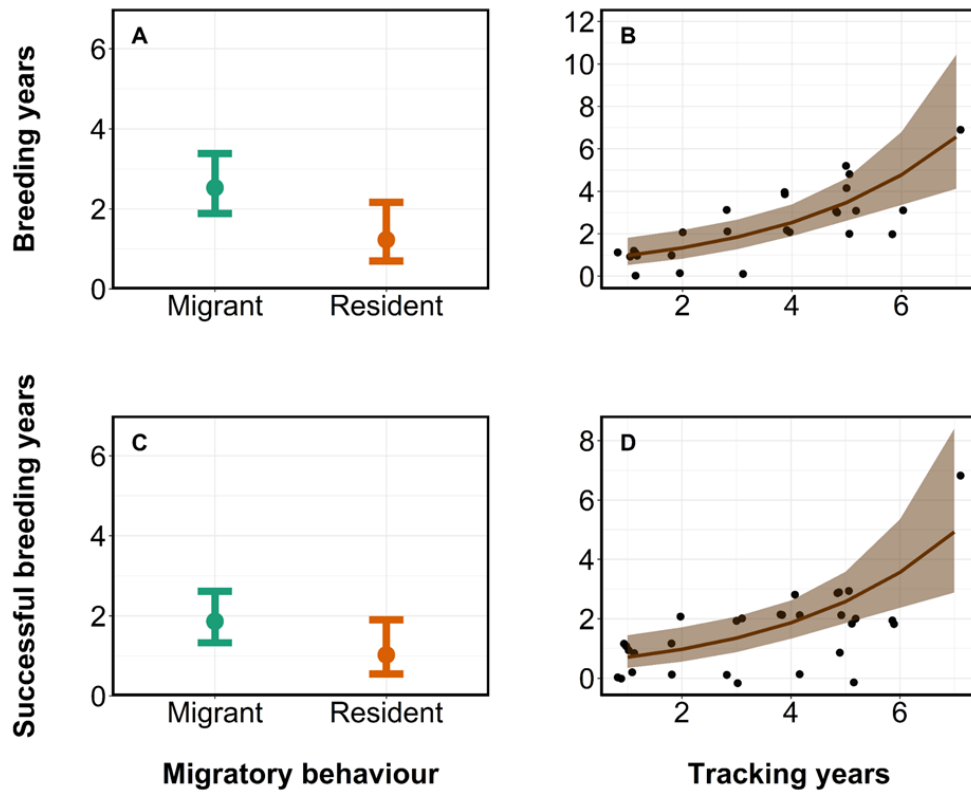 Breeding years
A
6
4
2
0
Migrant Resident
B
12
10
8
6
4
2
0
2 4 6
Successful breeding years
C
6
4
2
0
Migrant Resident
Migratory behaviour
D
8
6
4
2
0
2 4 6
Tracking years